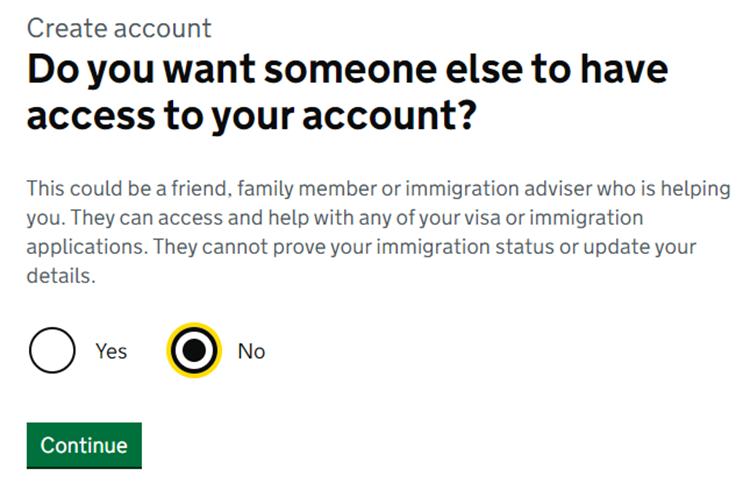 Create account
Do you want someone else to have
access to your account?
This could be a friend, family member or immigration adviser who is helping
you. They can access and help with any of your visa or immigration
applications. They cannot prove your immigration status or update your
details.
Yes No
Continue